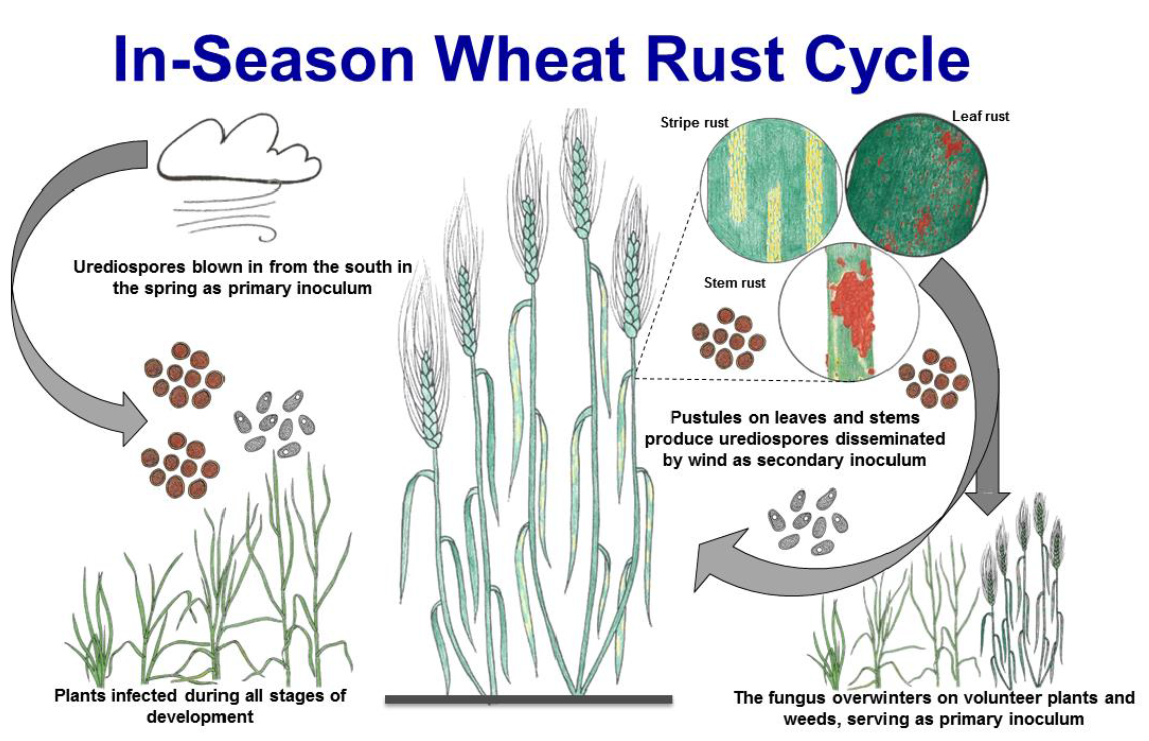 In-Season Wheat Rust Cycle
Stripe rust
Leaf rust
Urediospores blown in from the south in
the spring as primary inoculum
Stem rust
Pustules on leaves and stems
produce urediospores disseminated
by wind as secondary inoculum
Plants infected during all stages of
development
The fungus overwinters on volunteer plants and
weeds, serving as primary inoculum